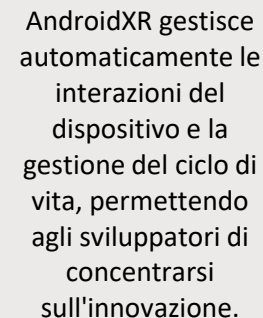 AndroidXR gestisce
automaticamente le
interazioni del
dispositivo e la
gestione del ciclo di
vita, permettendo
agli sviluppatori di
concentrarsi
sull'innovazione.